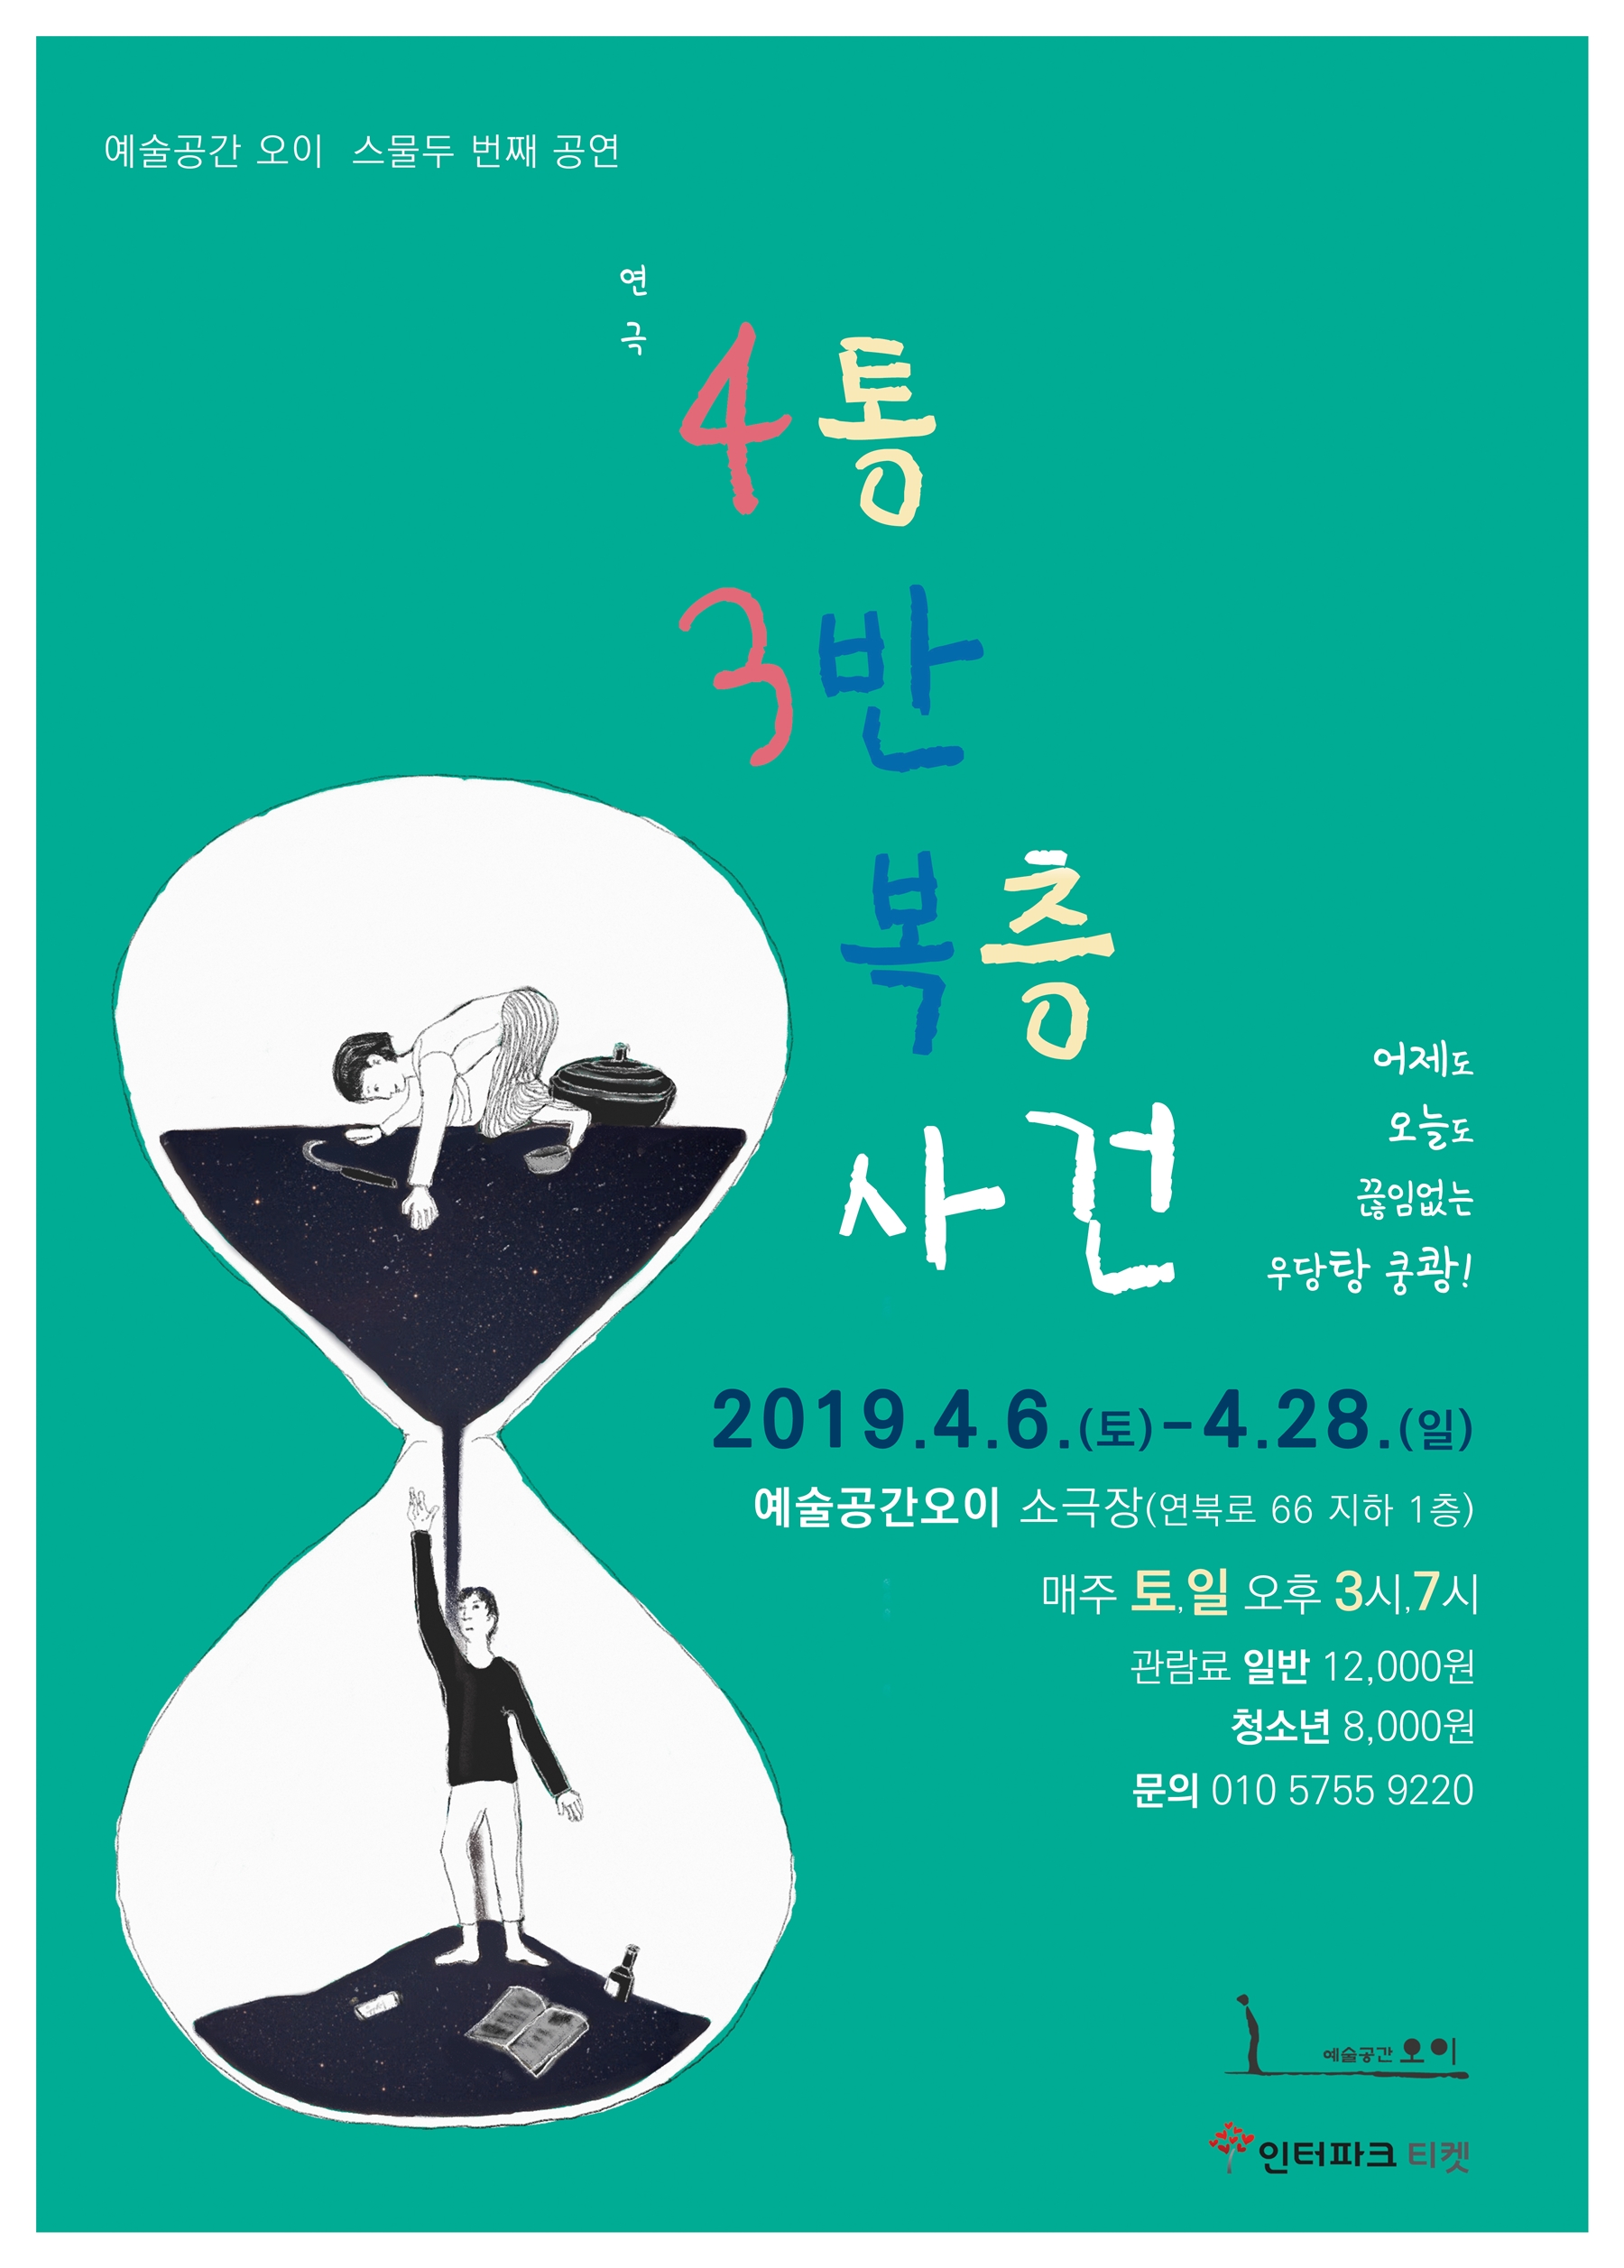 예술공간 오이 스물두 번째 공연
연극
4통
3반
복층
사건
어제도
오늘도
끊임없는
우당탕 쿵쾅!
2019.4.6.(토)-4.28.(일)
예술공간오이 소극장(연북로 66 지하 1층)
매주 토,일 오후 3시,7시
관람료 일반 12,000원
청소년 8,000원
문의 010 5755 9220
예술공간 오이
인터파크 티켓